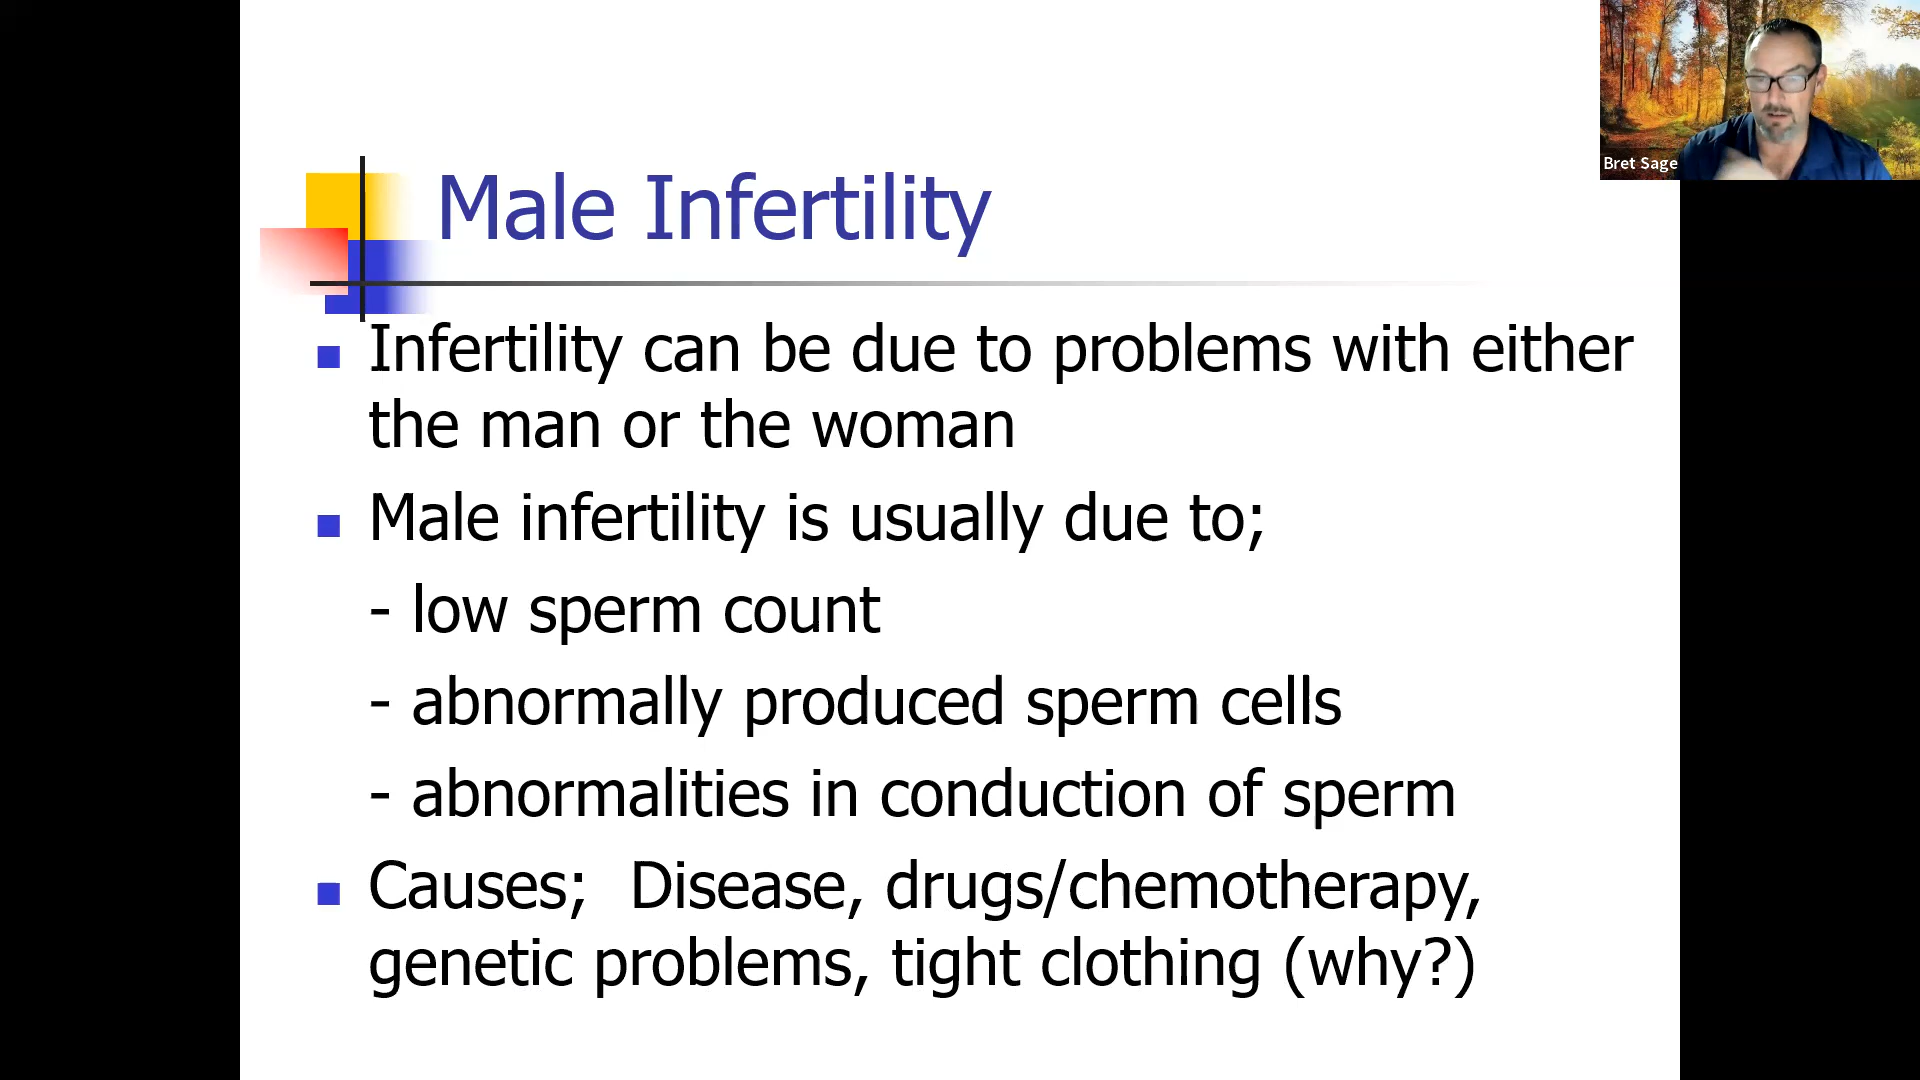 Bret Sage
Male Infertility
Infertility can be due to problems with either
the man or the woman
Male infertility is usually due to;
- low sperm count
- abnormally produced sperm cells
- abnormalities in conduction of sperm
Causes;  Disease, drugs/chemotherapy,
genetic problems, tight clothing (why?)